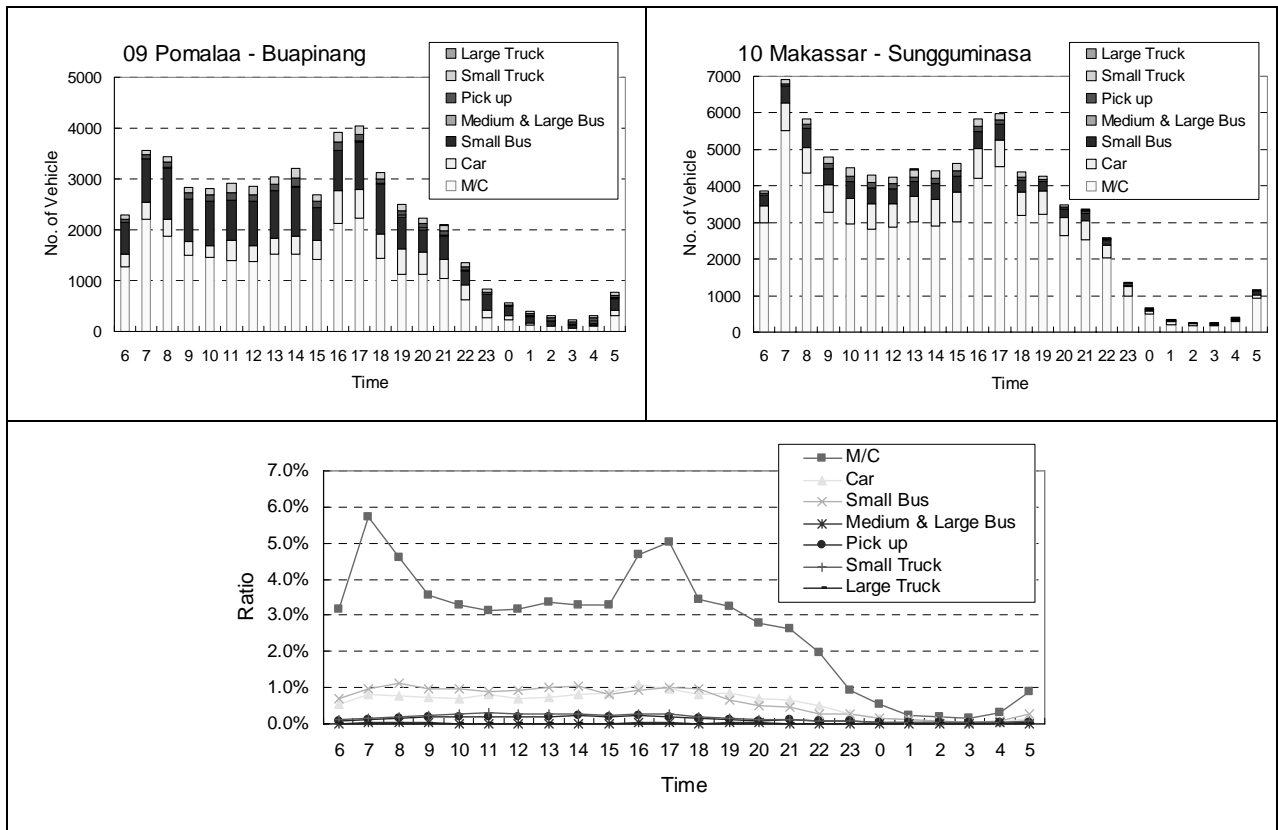 09 Pomalaa - Buapinang
Large Truck
Small Truck
Pick up
Medium & Large Bus
Small Bus
Car
M/C
5000
4000
3000
2000
1000
0
No. of Vehicle
6 7 8 9 10 11 12 13 14 15 16 17 18 19 20 21 22 23 0 1 2 3 4 5
Time
10 Makassar - Sungguminasa
Large Truck
Small Truck
Pick up
Medium & Large Bus
Small Bus
Car
M/C
7000
6000
5000
4000
3000
2000
1000
0
No. of Vehicle
6 7 8 9 10 11 12 13 14 15 16 17 18 19 20 21 22 23 0 1 2 3 4 5
Time
M/C
Car
Small Bus
Medium & Large Bus
Pick up
Small Truck
Large Truck
7.0%
6.0%
5.0%
4.0%
3.0%
2.0%
1.0%
0.0%
Ratio
6 7 8 9 10 11 12 13 14 15 16 17 18 19 20 21 22 23 0 1 2 3 4 5
Time